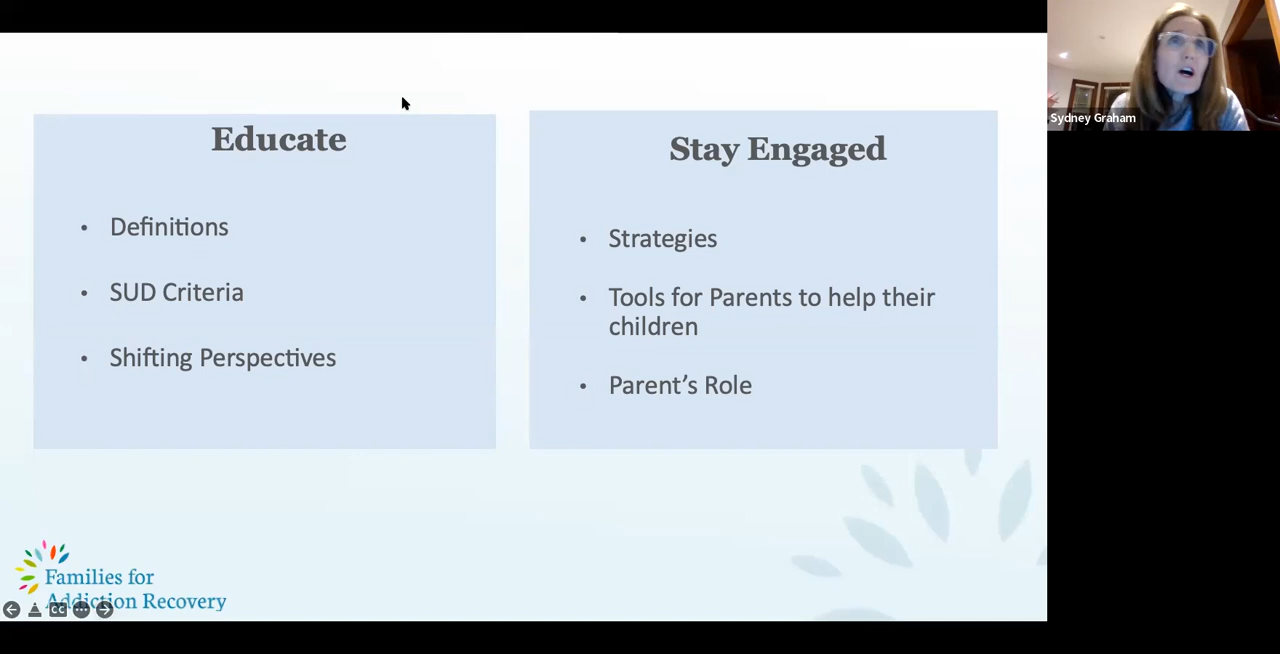 Educate
Definitions
SUD Criteria
Shifting Perspectives
Stay Engaged
Strategies
Tools for Parents to help their
children
Parent's Role
Families for
Addiction Recovery
CC
Sydney Graham